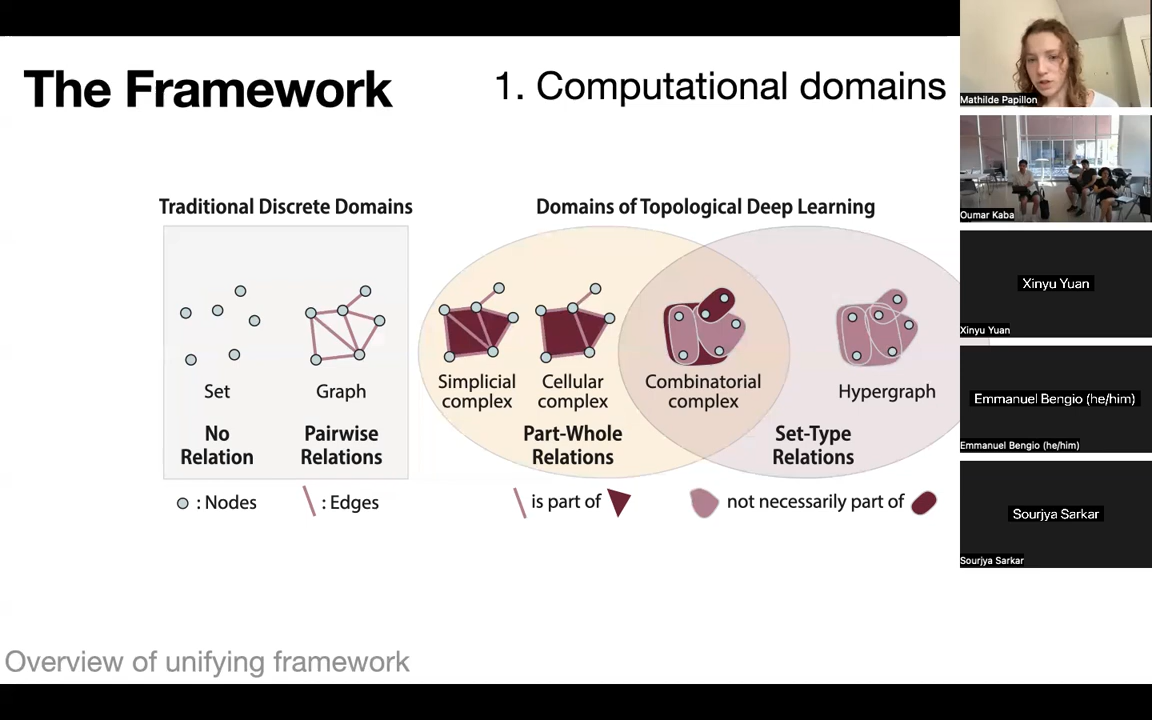 The Framework
1. Computational domains
Traditional Discrete Domains
Domains of Topological Deep Learning
Set
Graph
Simplicial
complex
Cellular
complex
Combinatorial
complex
Hypergraph
No
Relation
Pairwise
Relations
Part-Whole
Relations
Set-Type
Relations
: Nodes
: Edges
is part of
not necessarily part of
Overview of unifying framework
Mathilde Papillon
Oumar Kaba
Xinyu Yuan
Xinyu Yuan
Emmanuel Bengio (he/him)
Emmanuel Bengio (he/him)
Sourjya Sarkar
Sourjya Sarkar